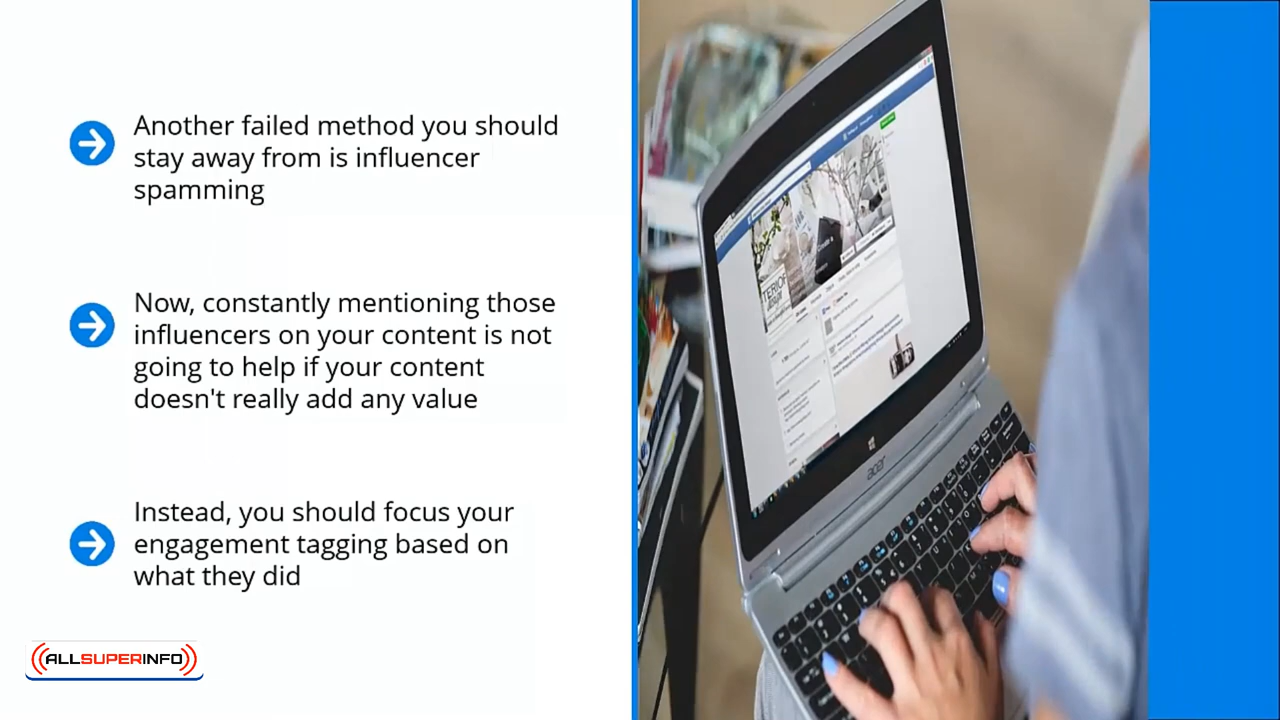 Another failed method you should
stay away from is influencer
spamming
Now, constantly mentioning those
influencers on your content is not
going to help if your content
doesn't really add any value
Instead, you should focus your
engagement tagging based on
what they did
ALLSUPERINFO
acer